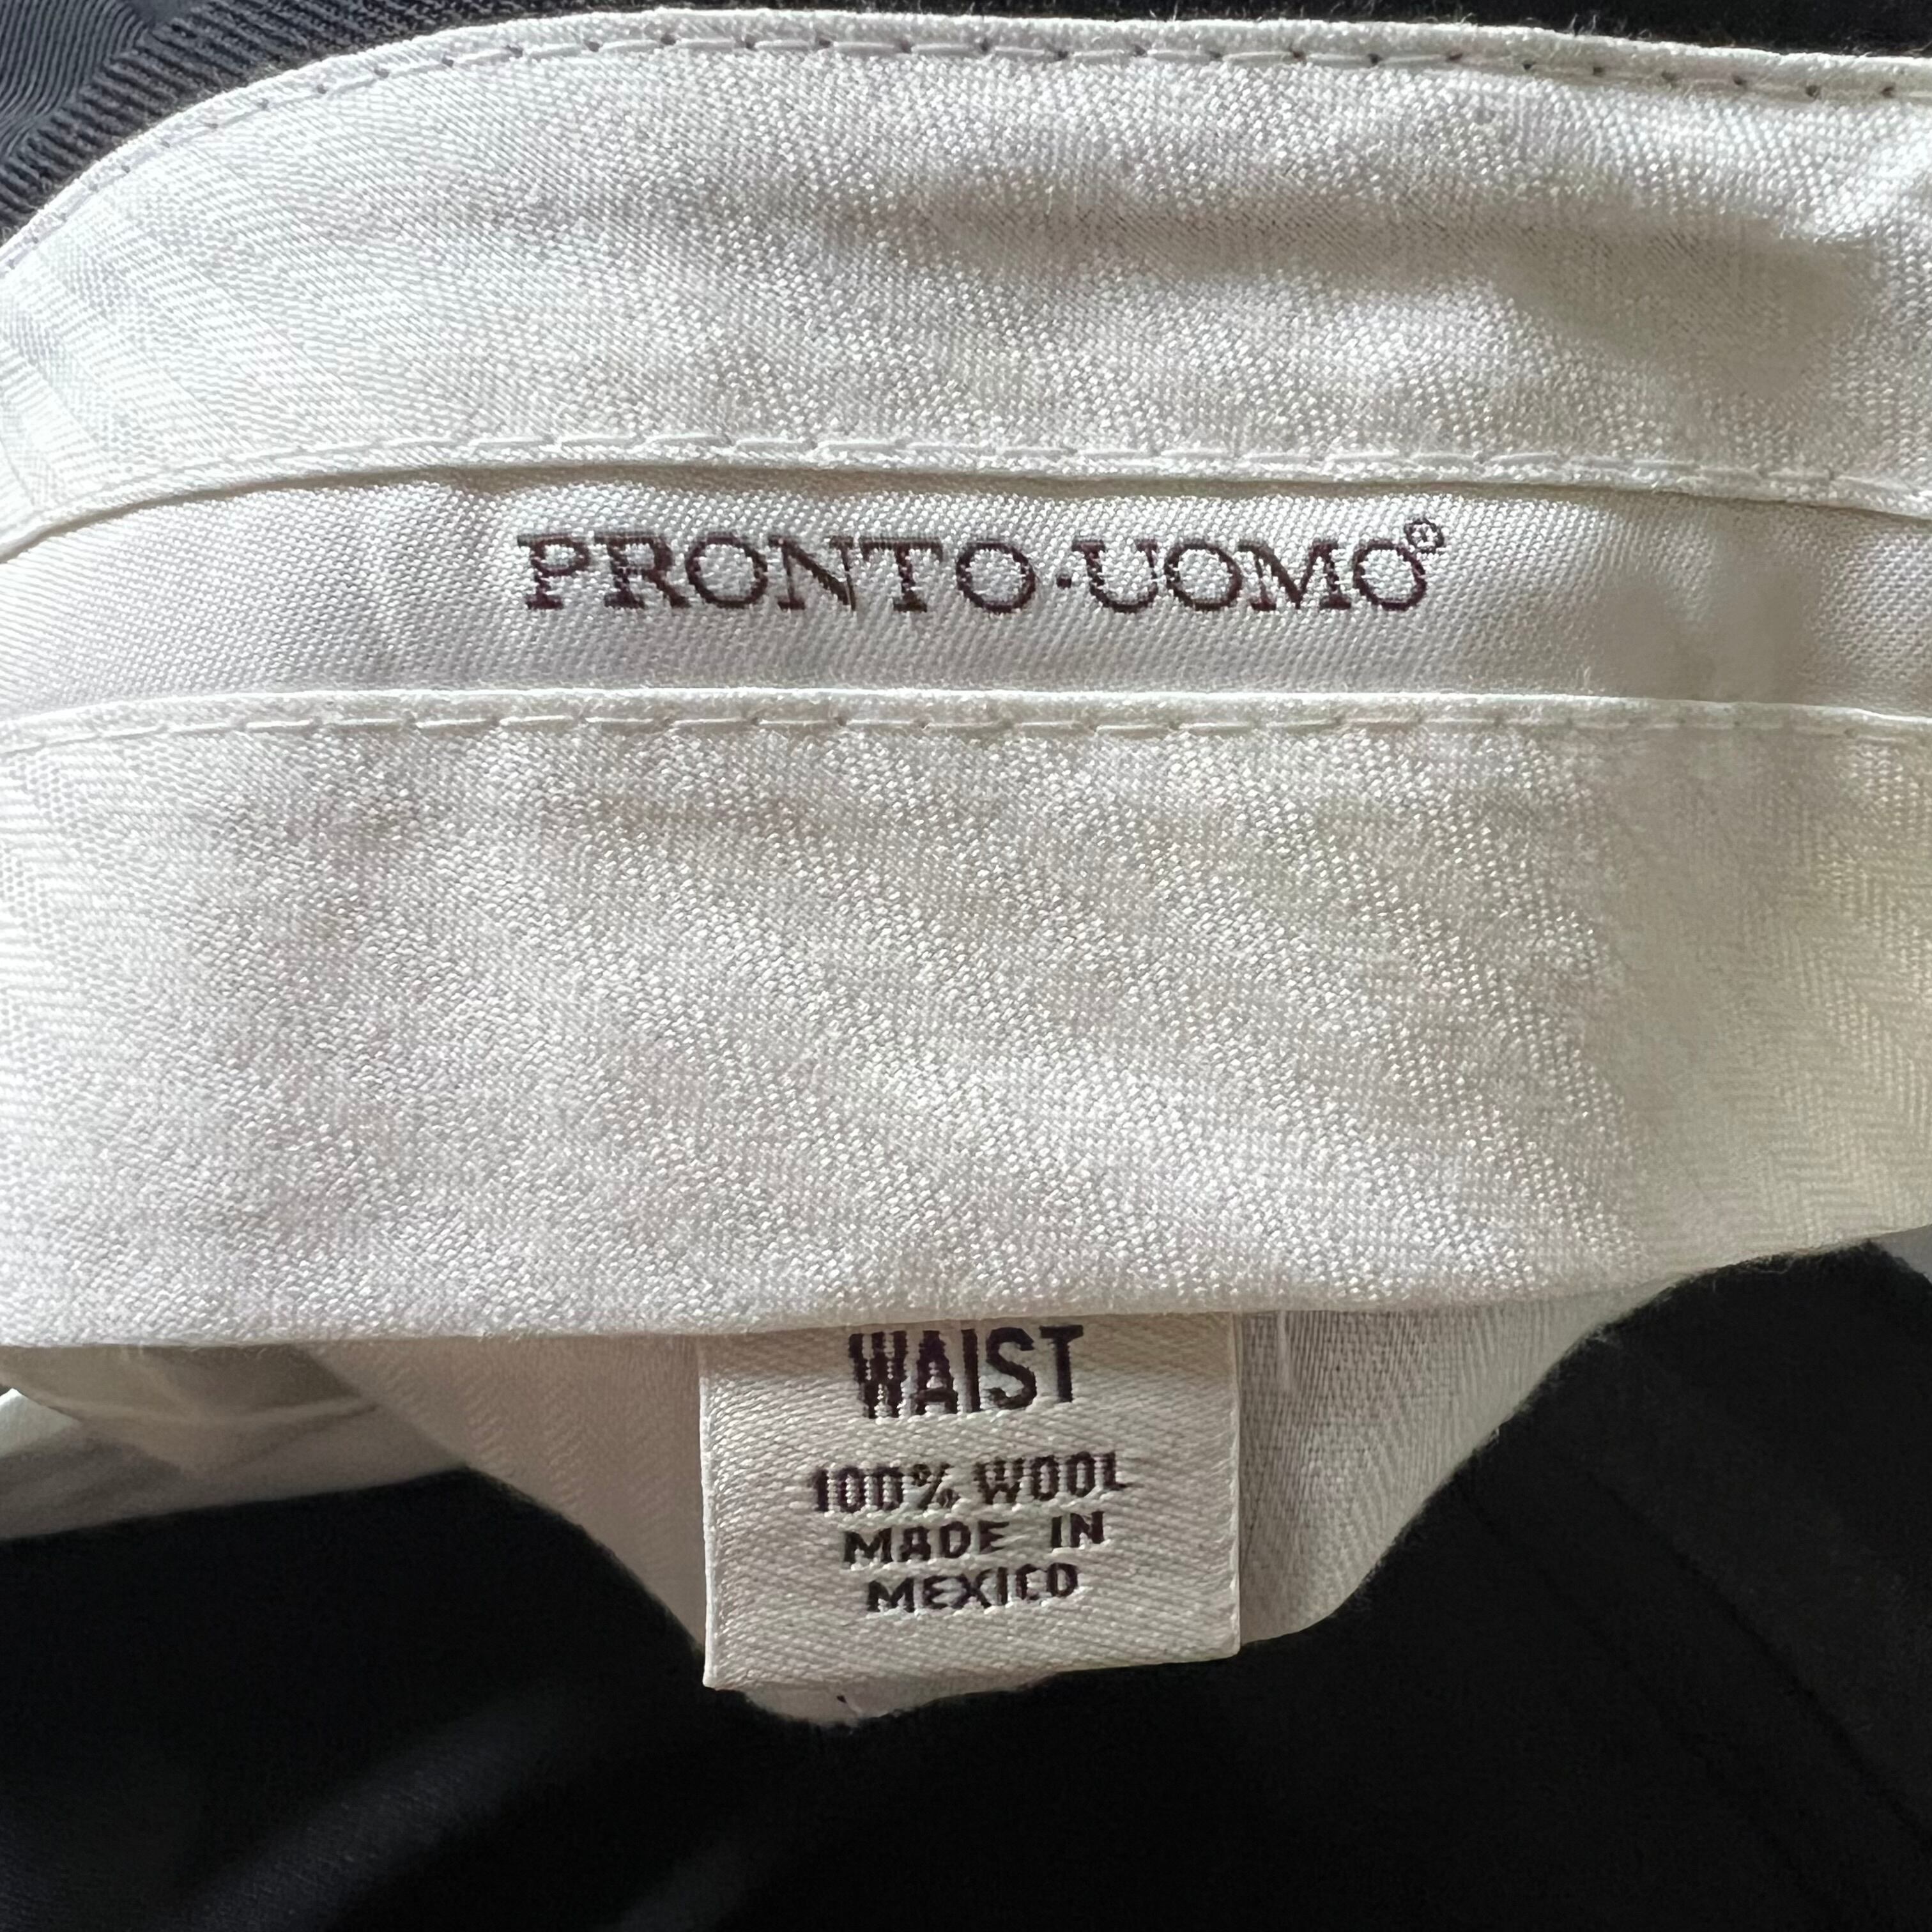 PRONTO·UOMO®
WAIST
100% WOOL
MADE IN
MEXICO